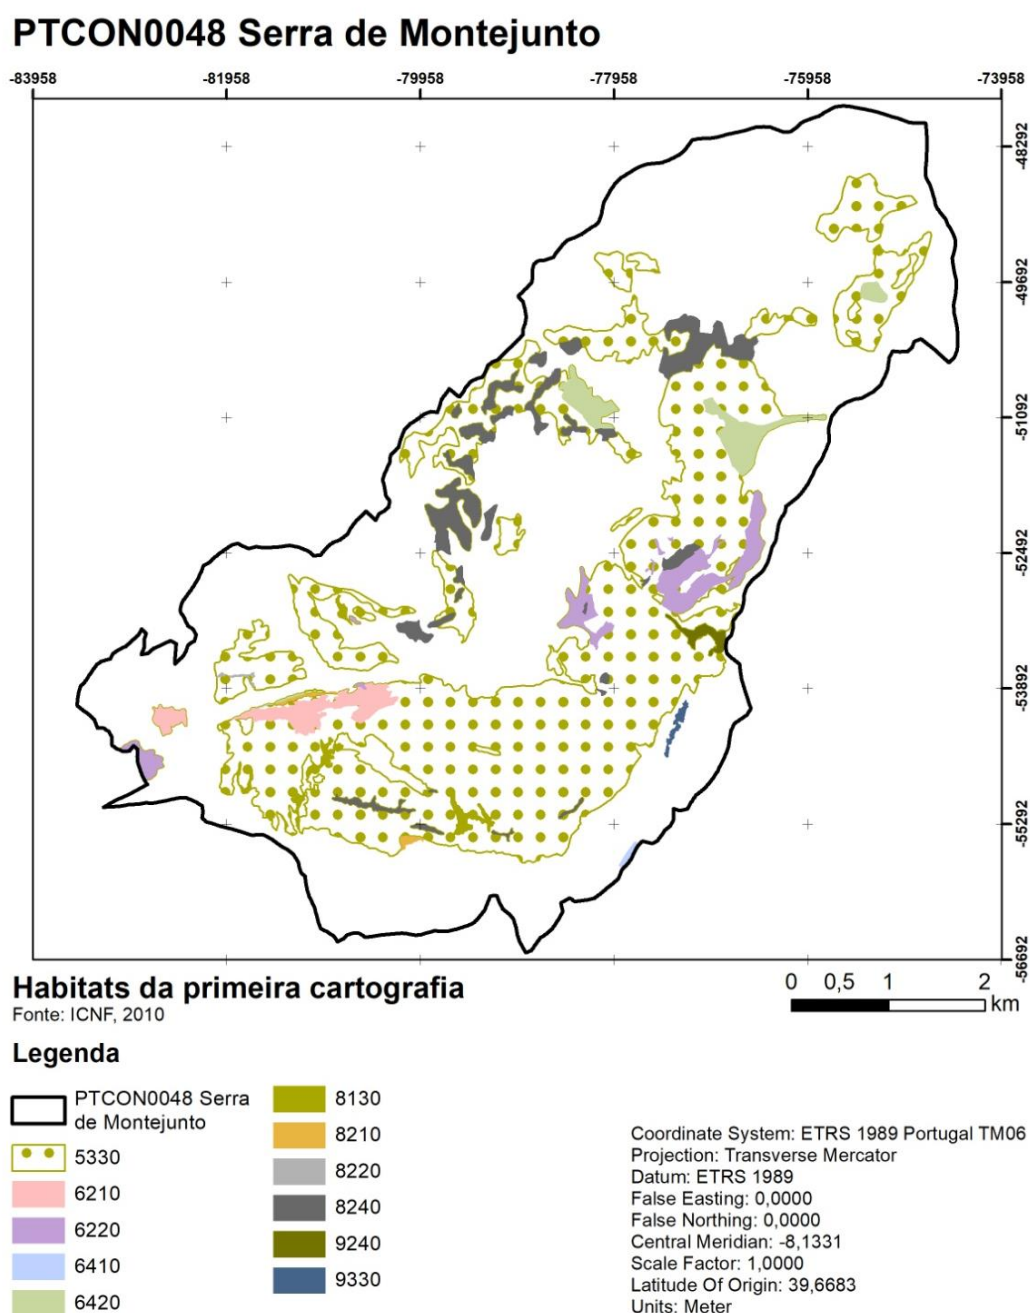 PTCON0048 Serra de Montejunto
-83958 -81958 -79958 -77958 -75958 -73958
-48292
-49692
-51092
-52492
-53892
-55292
-56692
Habitats da primeira cartografia
Fonte: ICNF, 2010
0 0,5 1 2
km
Legenda
PTCON0048 Serra
de Montejunto
5330
6210
6220
6410
6420
8130
8210
8220
8240
9240
9330
Coordinate System: ETRS 1989 Portugal TM06
Projection: Transverse Mercator
Datum: ETRS 1989
False Easting: 0,0000
False Northing: 0,0000
Central Meridian: -8,1331
Scale Factor: 1,0000
Latitude Of Origin: 39,6683
Units: Meter